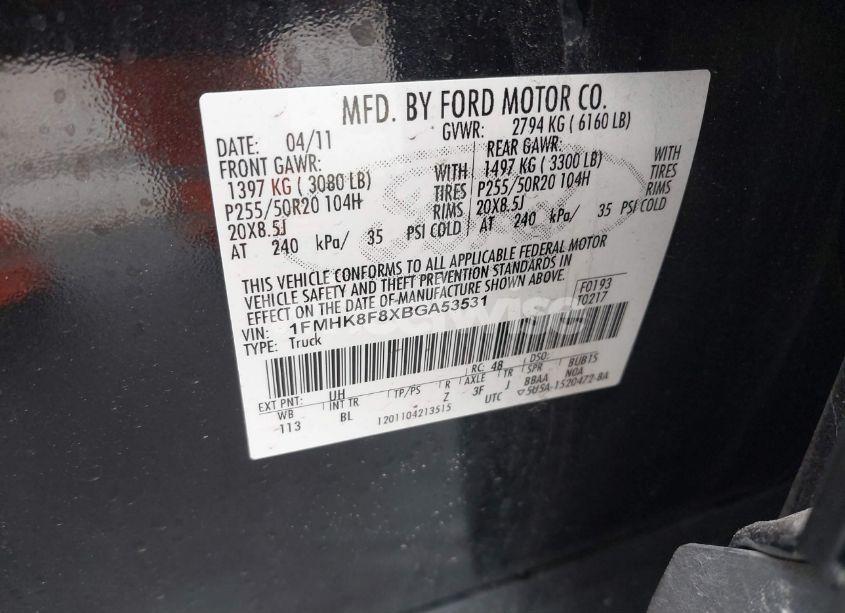 MFD. BY FORD MOTOR CO.
DATE: 04/11 GVWR: 2794 KG ( 6160 LB)
FRONT GAWR: REAR GAWR:
1397 KG ( 3080 LB) WITH 1497 KG ( 3300 LB) WITH
P255/50R20 104H TIRES P255/50R20 104H TIRES
20X8.5J RIMS 20X8.5J RIMS
AT 240 kPa/ 35 PSI COLD AT 240 kPa/ 35 PSI COLD
THIS VEHICLE CONFORMS TO ALL APPLICABLE FEDERAL MOTOR
VEHICLE SAFETY AND THEFT PREVENTION STANDARDS IN
EFFECT ON THE DATE OF MANUFACTURE SHOWN ABOVE.
VIN: 1FMHK8F8XBGA53531 F0193
TYPE: Truck T0217
EXT PNT: UH RC: 48 DSO:
WB INT TR TP/PS R AXLE TR SPR BUB15
113 BL Z 3F J BBAA NOA
1201104213515 UTC ▽5U5A-1520472-BA